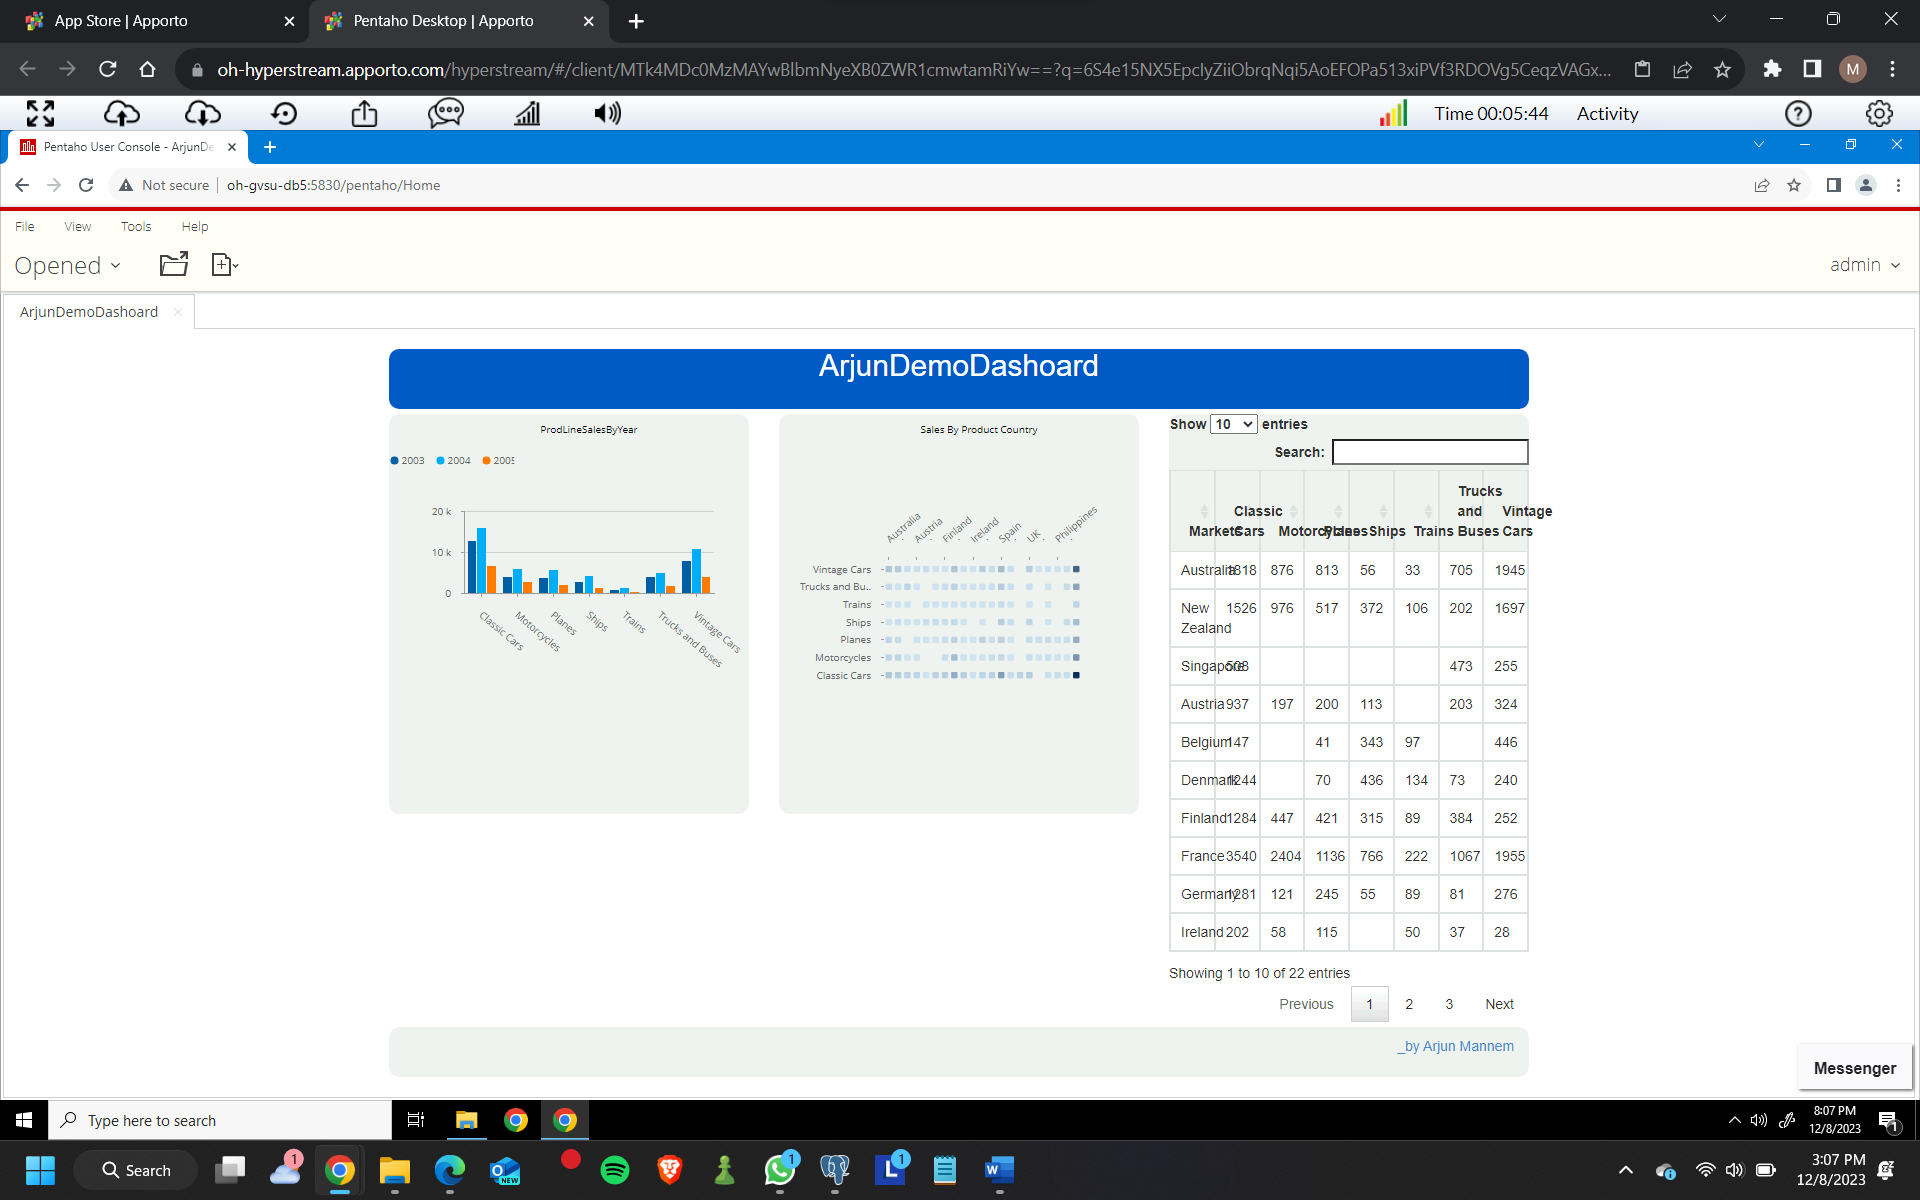 App Store | Apporto
Pentaho Desktop | Apporto
oh-hyperstream.apporto.com/hyperstream/#/client/MTk4MDc0MzMAYwBlbmNyeXB0ZWR1cmwtamRiYw==?q=6S4e15NX5EpclyZiiObrqNqi5AoEFOPa513xiPVf3RDOVg5CeqzVAGx...
M
Time 00:05:44
Activity
Pentaho User Console - ArjunDe
Not secure
oh-gvsu-db5:5830/pentaho/Home
File
View
Tools
Help
Opened
admin
ArjunDemoDashoard
ArjunDemoDashoard
ProdLineSalesByYear
2003
2004
2005
20 k
10 k
0
Classic Cars
Motorcycles
Planes
Ships
Trains
Trucks and Buses
Vintage Cars
Sales By Product Country
Australia
Austria
Finland
Ireland
Spain
UK
Philippines
Vintage Cars
Trucks and Bu..
Trains
Ships
Planes
Motorcycles
Classic Cars
Show 10 entries
Search:
Markets
Classic Cars
Motorcycles
Planes
Ships
Trains
Trucks and Buses
Vintage Cars
Australia 1818 876 813 56 33 705 1945
New Zealand 1526 976 517 372 106 202 1697
Singapore 508 473 255
Austria 937 197 200 113 203 324
Belgium 147 41 343 97 446
Denmark 1244 70 436 134 73 240
Finland 1284 447 421 315 89 384 252
France 3540 2404 1136 766 222 1067 1955
Germany 1281 121 245 55 89 81 276
Ireland 202 58 115 50 37 28
Showing 1 to 10 of 22 entries
Previous 1 2 3 Next
_by Arjun Mannem
Messenger
Type here to search
8:07 PM
12/8/2023
1
Search
1
NEW
1
L
1
W
3:07 PM
12/8/2023